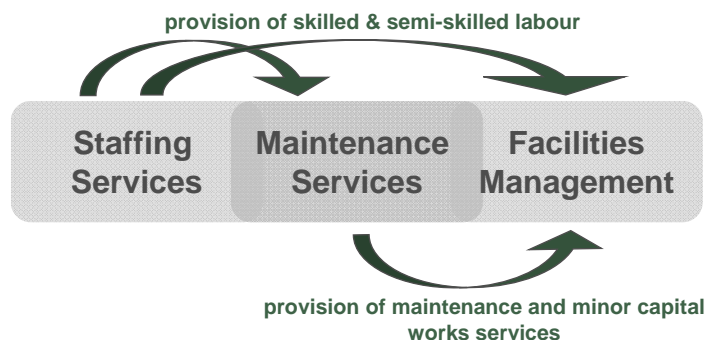 provision of skilled & semi-skilled labour
Staffing
Services
Maintenance
Services
Facilities
Management
provision of maintenance and minor capital
works services